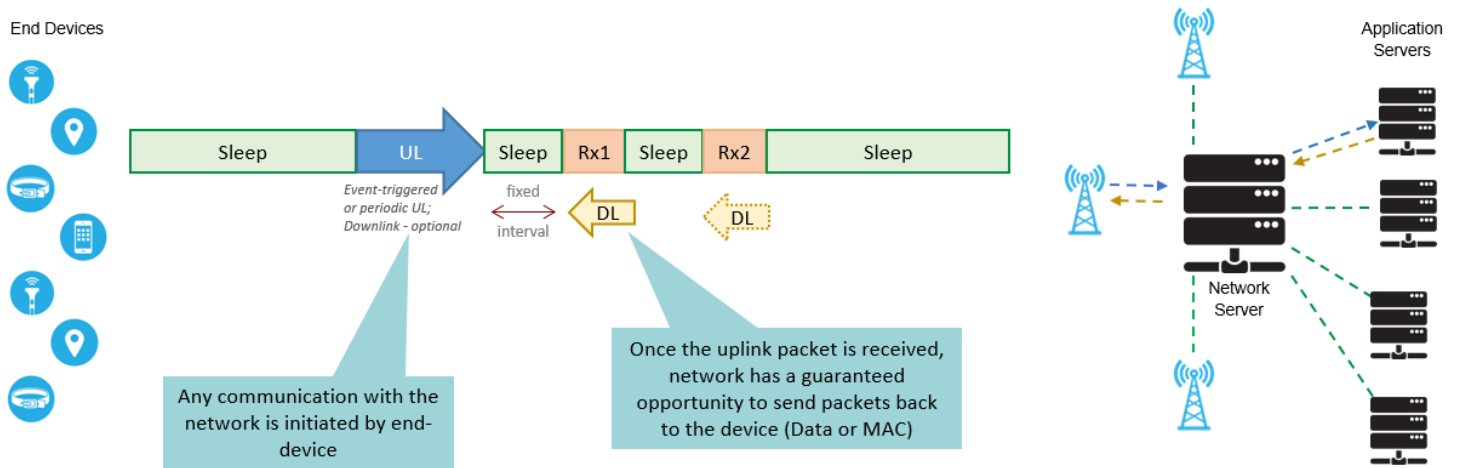 End Devices
Sleep
UL
Sleep
Rx1
Sleep
Rx2
Sleep
Event-triggered
or periodic UL;
Downlink - optional
fixed
interval
DL
DL
Any communication with the
network is initiated by end-
device
Once the uplink packet is received,
network has a guaranteed
opportunity to send packets back
to the device (Data or MAC)
Network
Server
Application
Servers